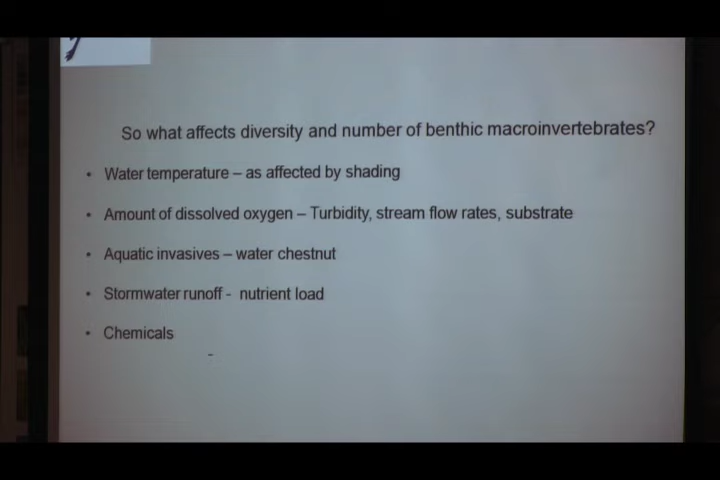 So what affects diversity and number of benthic macroinvertebrates?
• Water temperature – as affected by shading
• Amount of dissolved oxygen – Turbidity, stream flow rates, substrate
• Aquatic invasives – water chestnut
• Stormwater runoff - nutrient load
• Chemicals
–